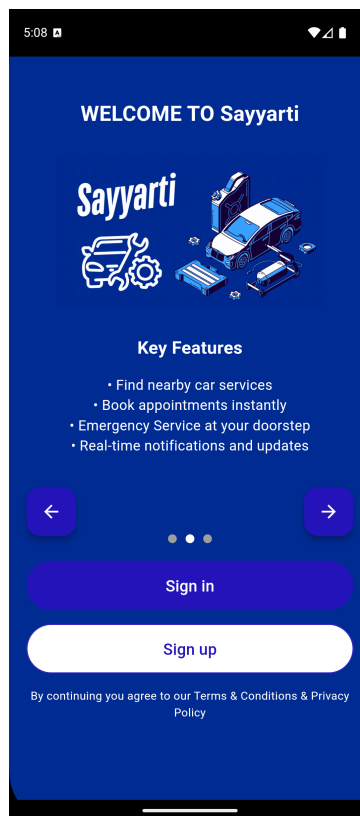 5:08 A
WELCOME TO Sayyarti
Sayyarti
Key Features
• Find nearby car services
• Book appointments instantly
• Emergency Service at your doorstep
• Real-time notifications and updates
Sign in
Sign up
By continuing you agree to our Terms & Conditions & Privacy
Policy